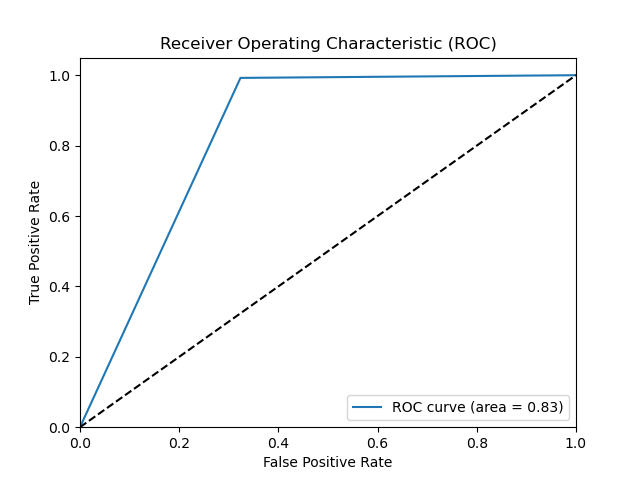 Receiver Operating Characteristic (ROC)
True Positive Rate
1.0
0.8
0.6
0.4
0.2
0.0
ROC curve (area = 0.83)
0.0 0.2 0.4 0.6 0.8 1.0
False Positive Rate